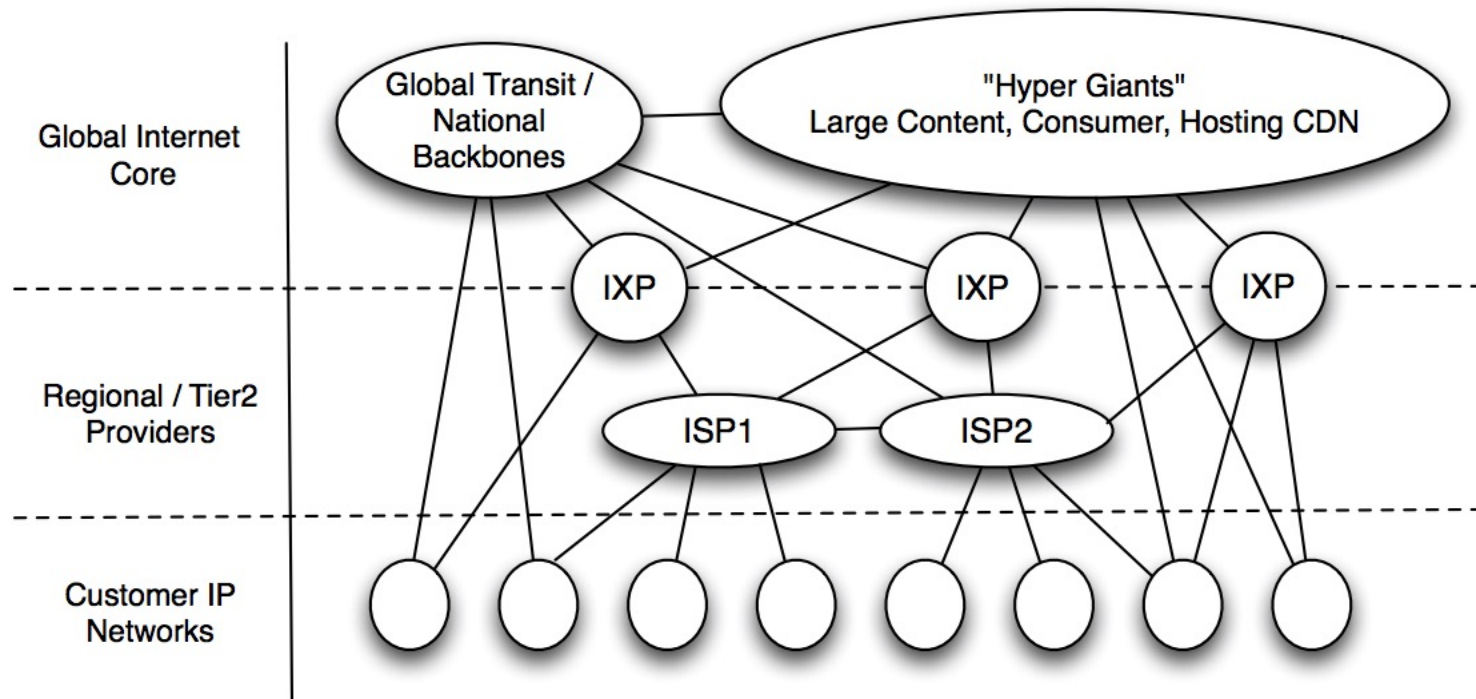 Global Internet
Core
Global Transit /
National
Backbones
"Hyper Giants"
Large Content, Consumer, Hosting CDN
IXP
IXP
IXP
Regional / Tier2
Providers
ISP1
ISP2
Customer IP
Networks